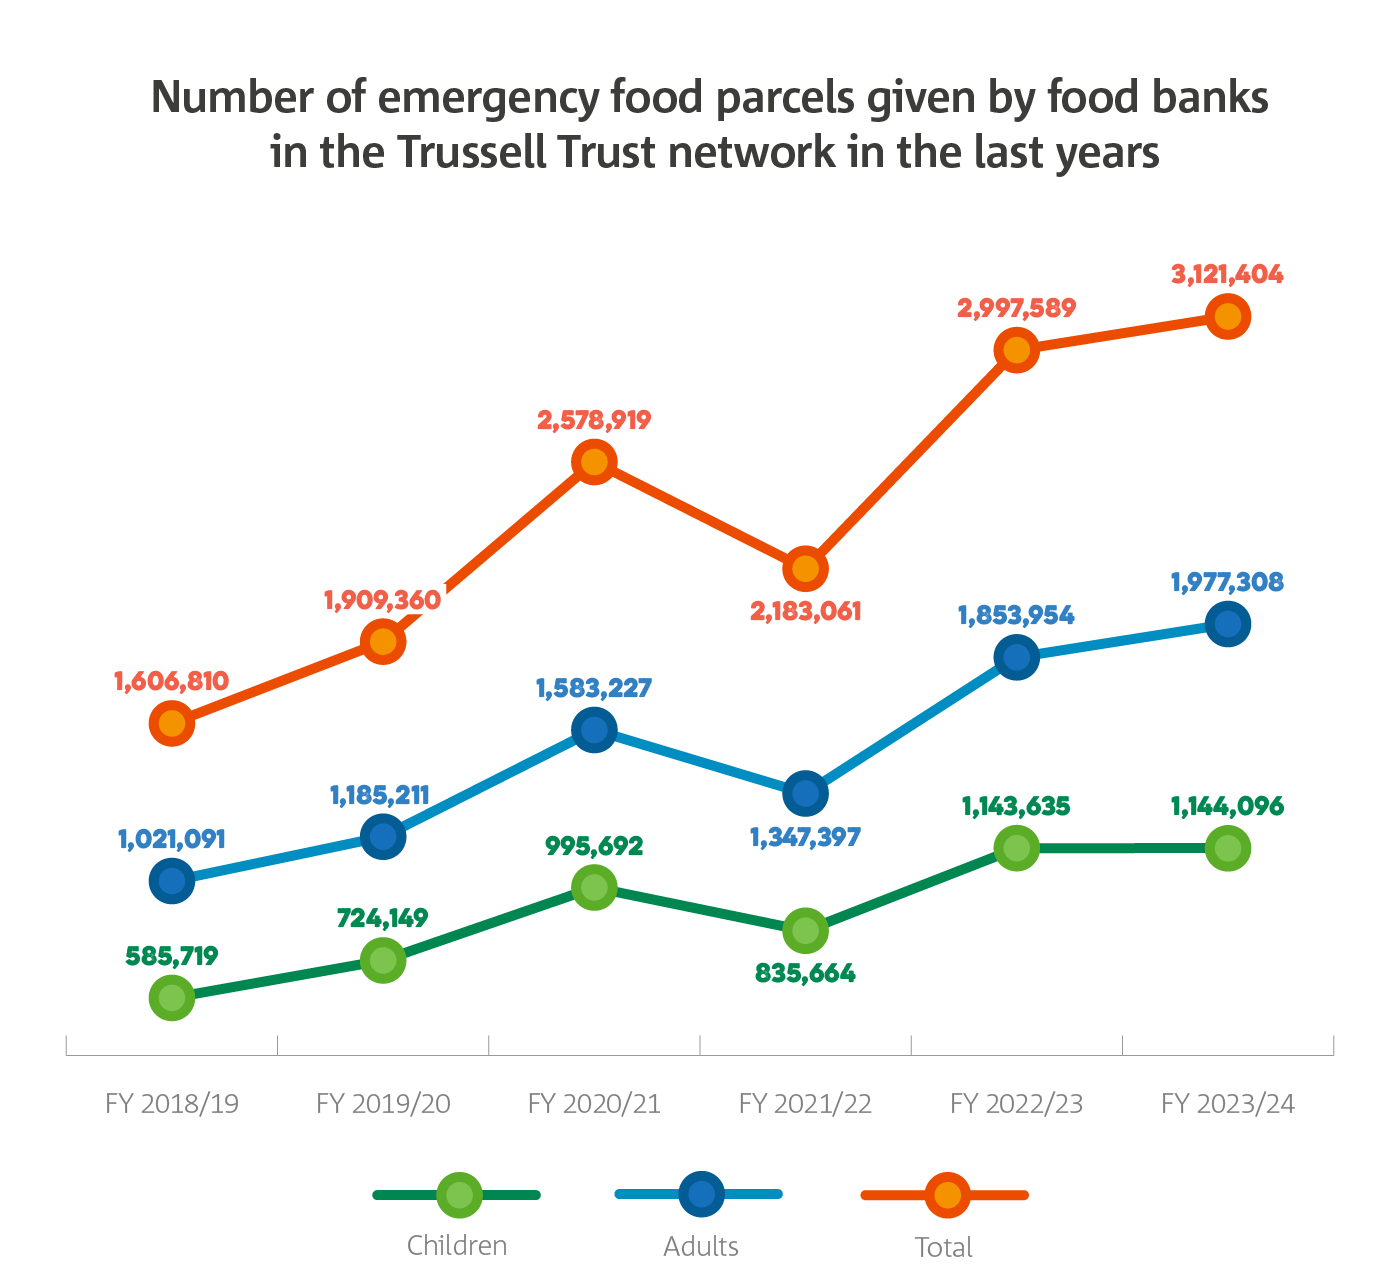 Number of emergency food parcels given by food banks
in the Trussell Trust network in the last years
3,121,404
2,997,589
2,578,919
1,909,360
2,183,061
1,606,810
1,977,308
1,853,954
1,583,227
1,185,211
1,347,397
1,021,091
1,143,635
1,144,096
995,692
724,149
835,664
585,719
FY 2018/19
FY 2019/20
FY 2020/21
FY 2021/22
FY 2022/23
FY 2023/24
Children
Adults
Total